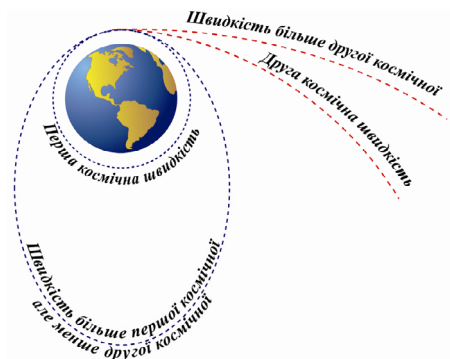 Швидкість більше другої космічної
Друга космічна швидкість
Перша космічна швидкість
Швидкість більше першої космічної
але менше другої космічної